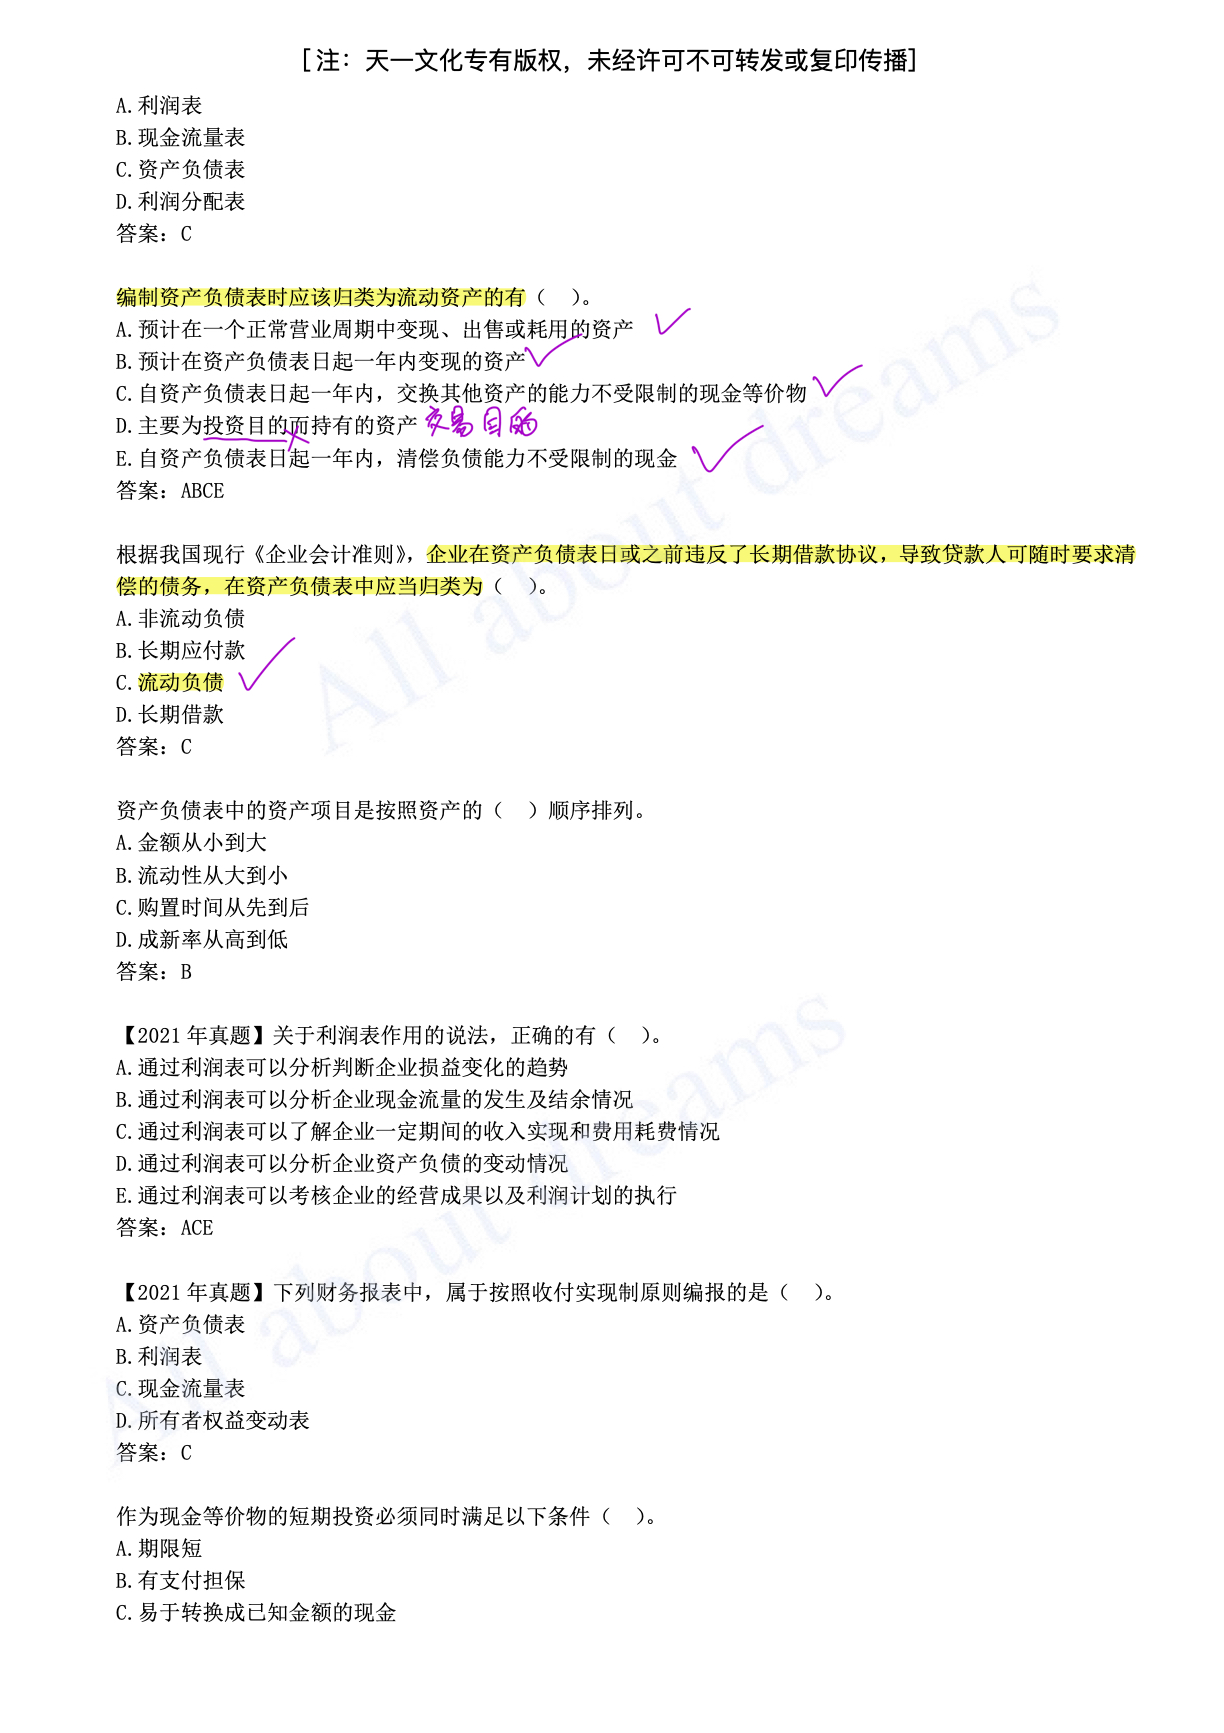 [注：天一文化专有版权，未经许可不可转发或复印传播]
A.利润表
B.现金流量表
C.资产负债表
D.利润分配表
答案：C
编制资产负债表时应该归类为流动资产的有（ ）。
A.预计在一个正常营业周期中变现、出售或耗用的资产
B.预计在资产负债表日起一年内变现的资产
C.自资产负债表日起一年内，交换其他资产的能力不受限制的现金等价物
D.主要为投资目的而持有的资产 交易目的
E.自资产负债表日起一年内，清偿负债能力不受限制的现金
答案：ABCE
根据我国现行《企业会计准则》，企业在资产负债表日或之前违反了长期借款协议，导致贷款人可随时要求清
偿的债务，在资产负债表中应当归类为（ ）。
A.非流动负债
B.长期应付款
C.流动负债
D.长期借款
答案：C
资产负债表中的资产项目是按照资产的（ ）顺序排列。
A.金额从小到大
B.流动性从大到小
C.购置时间从先到后
D.成新率从高到低
答案：B
【2021年真题】关于利润表作用的说法，正确的有（ ）。
A.通过利润表可以分析判断企业损益变化的趋势
B.通过利润表可以分析企业现金流量的发生及结余情况
C.通过利润表可以了解企业一定期间的收入实现和费用耗费情况
D.通过利润表可以分析企业资产负债的变动情况
E.通过利润表可以考核企业的经营成果以及利润计划的执行
答案：ACE
【2021年真题】下列财务报表中，属于按照收付实现制原则编报的是（ ）。
A.资产负债表
B.利润表
C.现金流量表
D.所有者权益变动表
答案：C
作为现金等价物的短期投资必须同时满足以下条件（ ）。
A.期限短
B.有支付担保
C.易于转换成已知金额的现金
All about dreams
All about dreams